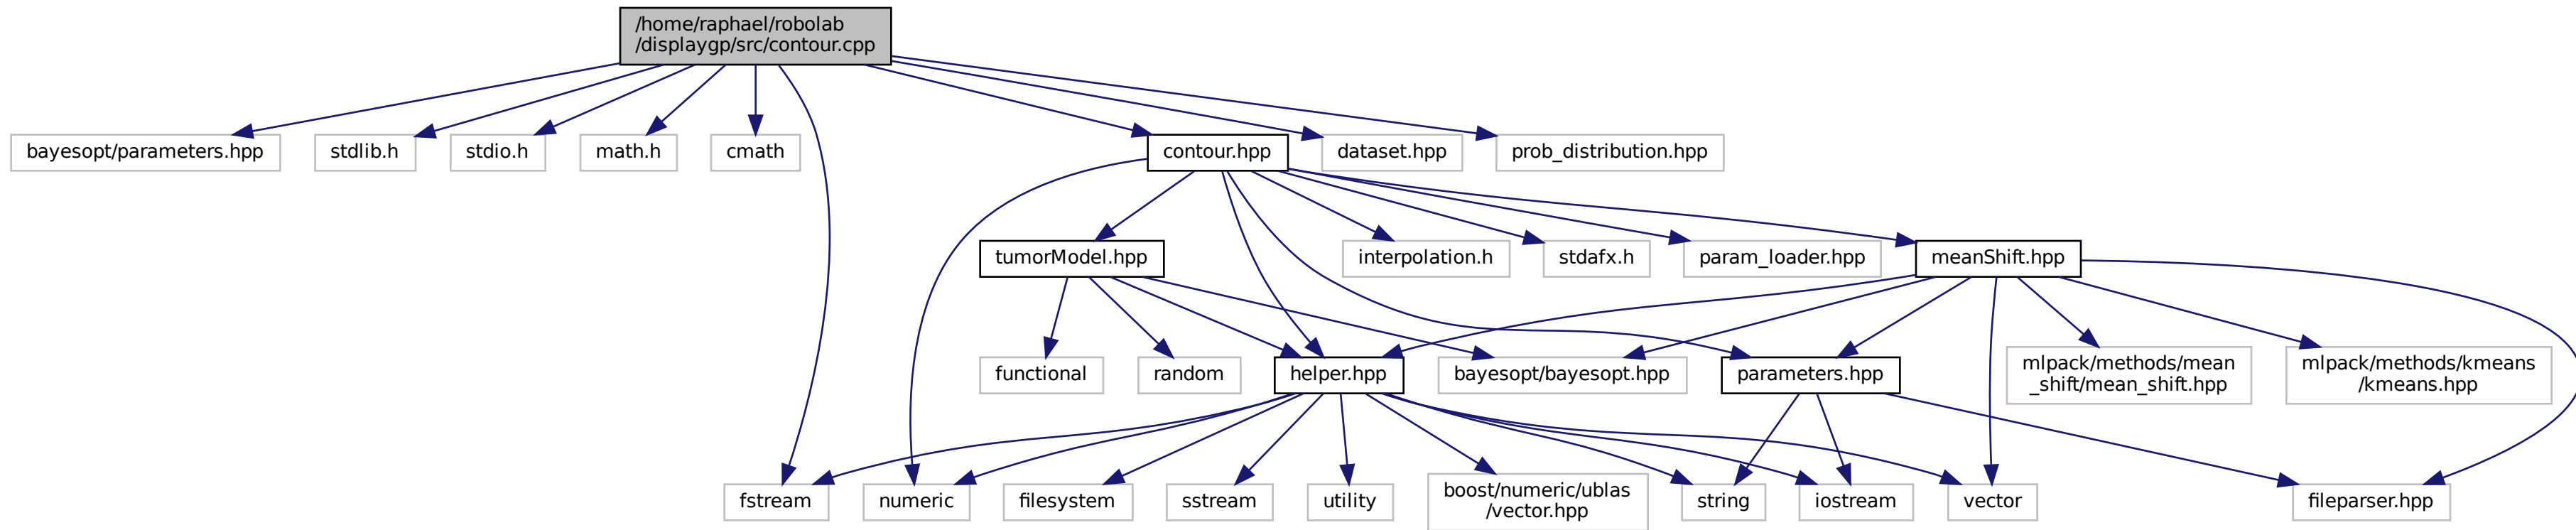 /home/raphael/robolab
/displaygp/src/contour.cpp
bayesopt/parameters.hpp
stdlib.h
stdio.h
math.h
cmath
contour.hpp
dataset.hpp
prob_distribution.hpp
tumorModel.hpp
interpolation.h
stdafx.h
param_loader.hpp
meanShift.hpp
functional
random
helper.hpp
bayesopt/bayesopt.hpp
parameters.hpp
mlpack/methods/mean
_shift/mean_shift.hpp
mlpack/methods/kmeans
/kmeans.hpp
fstream
numeric
filesystem
sstream
utility
boost/numeric/ublas
/vector.hpp
string
iostream
vector
fileparser.hpp